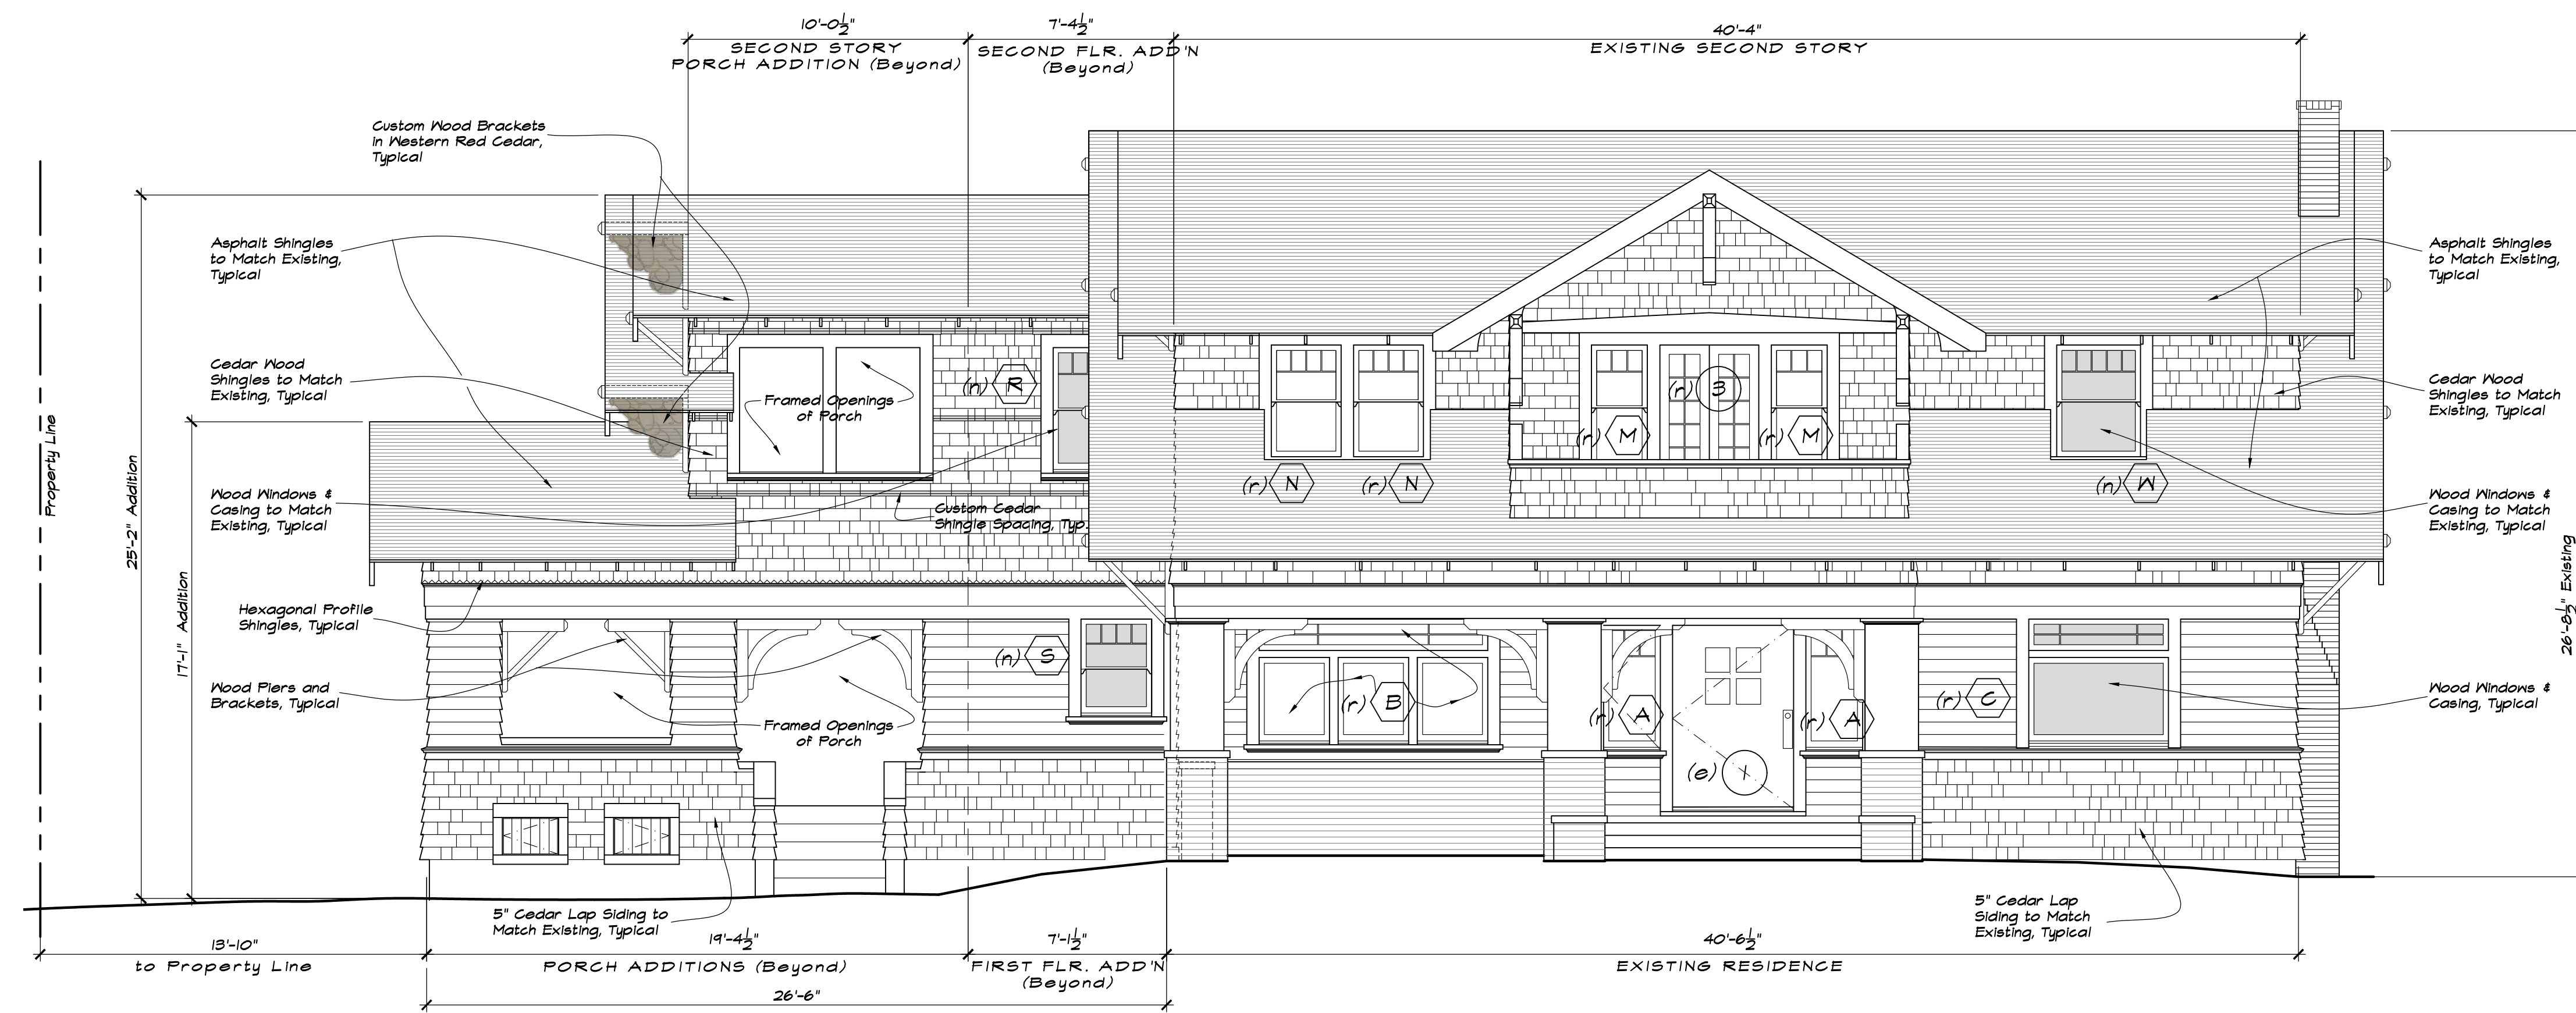 10'-0½"
SECOND STORY
PORCH ADDITION (Beyond)
7'-4½"
SECOND FLR. ADD'N
(Beyond)
40'-4"
EXISTING SECOND STORY
Custom Wood Brackets
in Western Red Cedar,
Typical
Asphalt Shingles
to Match Existing,
Typical
Cedar Wood
Shingles to Match
Existing, Typical
Wood Windows &
Casing to Match
Existing, Typical
Hexagonal Profile
Shingles, Typical
Wood Piers and
Brackets, Typical
Property Line
25'-2" Addition
17'-1" Addition
Framed Openings
of Porch
(n) R
Custom Cedar
Shingle Spacing, Typ.
(r) N
(r) N
(r) 3
(r) M
(r) M
(n) W
Asphalt Shingles
to Match Existing,
Typical
Cedar Wood
Shingles to Match
Existing, Typical
Wood Windows &
Casing to Match
Existing, Typical
Wood Windows &
Casing, Typical
26'-8½" Existing
(n) S
Framed Openings
of Porch
(r) B
(r) A
(r) A
(e) X
(r) C
5" Cedar Lap Siding to
Match Existing, Typical
5" Cedar Lap
Siding to Match
Existing, Typical
13'-10"
to Property Line
19'-4½"
PORCH ADDITIONS (Beyond)
7'-1½"
FIRST FLR. ADD'N
(Beyond)
40'-6½"
EXISTING RESIDENCE
26'-6"